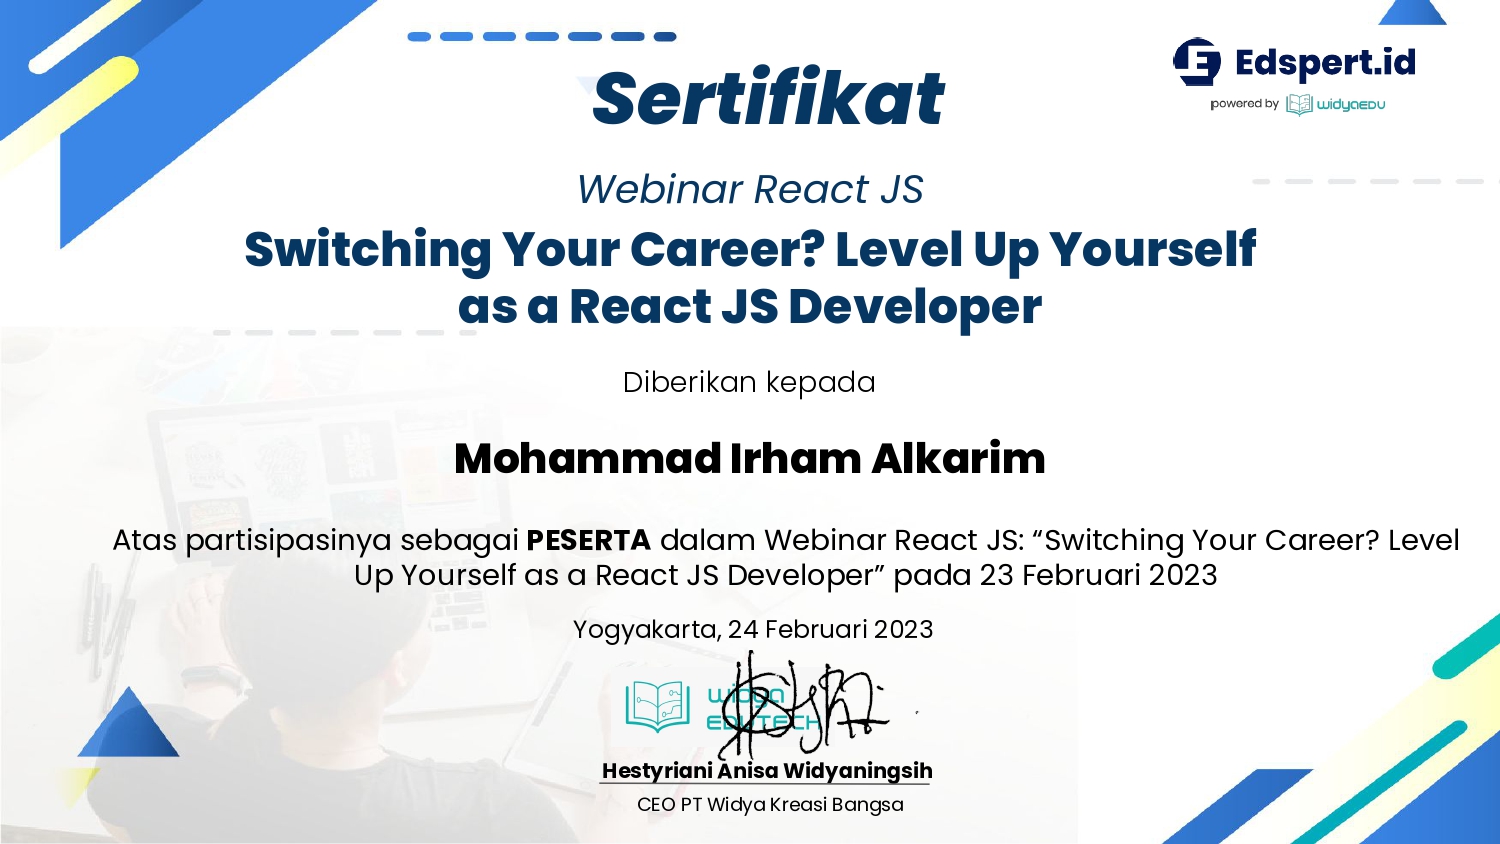 Sertifikat
Edspert.id
powered by WIDYAEDU
Webinar React JS
Switching Your Career? Level Up Yourself
as a React JS Developer
Diberikan kepada
Mohammad Irham Alkarim
Atas partisipasinya sebagai PESERTA dalam Webinar React JS: “Switching Your Career? Level
Up Yourself as a React JS Developer” pada 23 Februari 2023
Yogyakarta, 24 Februari 2023
WIDYA
EDUTECH
Hestyriani Anisa Widyaningsih
CEO PT Widya Kreasi Bangsa